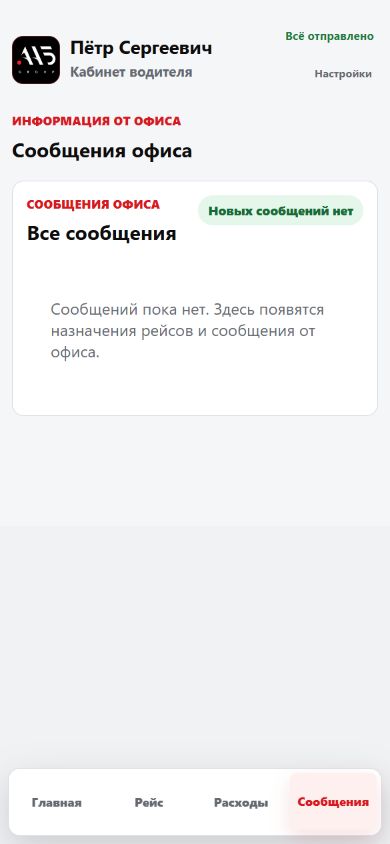 Всё отправлено
Пётр Сергеевич
Кабинет водителя
Настройки
ИНФОРМАЦИЯ ОТ ОФИСА
Сообщения офиса
СООБЩЕНИЯ ОФИСА
Новых сообщений нет
Все сообщения
Сообщений пока нет. Здесь появятся
назначения рейсов и сообщения от
офиса.
Главная
Рейс
Расходы
Сообщения